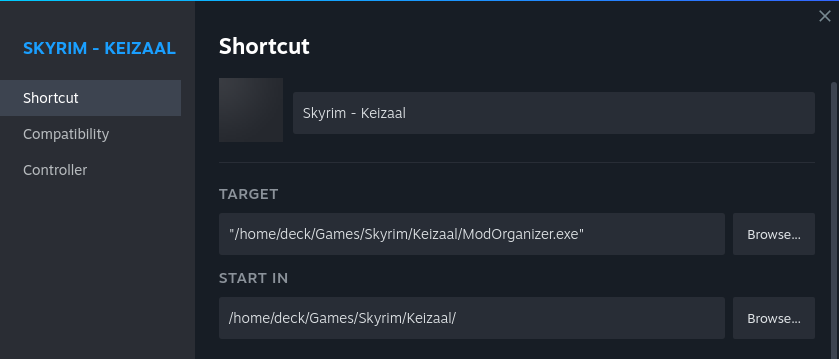 SKYRIM - KEIZAAL
Shortcut
Compatibility
Controller
Shortcut
Skyrim - Keizaal
TARGET
"/home/deck/Games/Skyrim/Keizaal/ModOrganizer.exe"
Browse...
START IN
/home/deck/Games/Skyrim/Keizaal/
Browse...